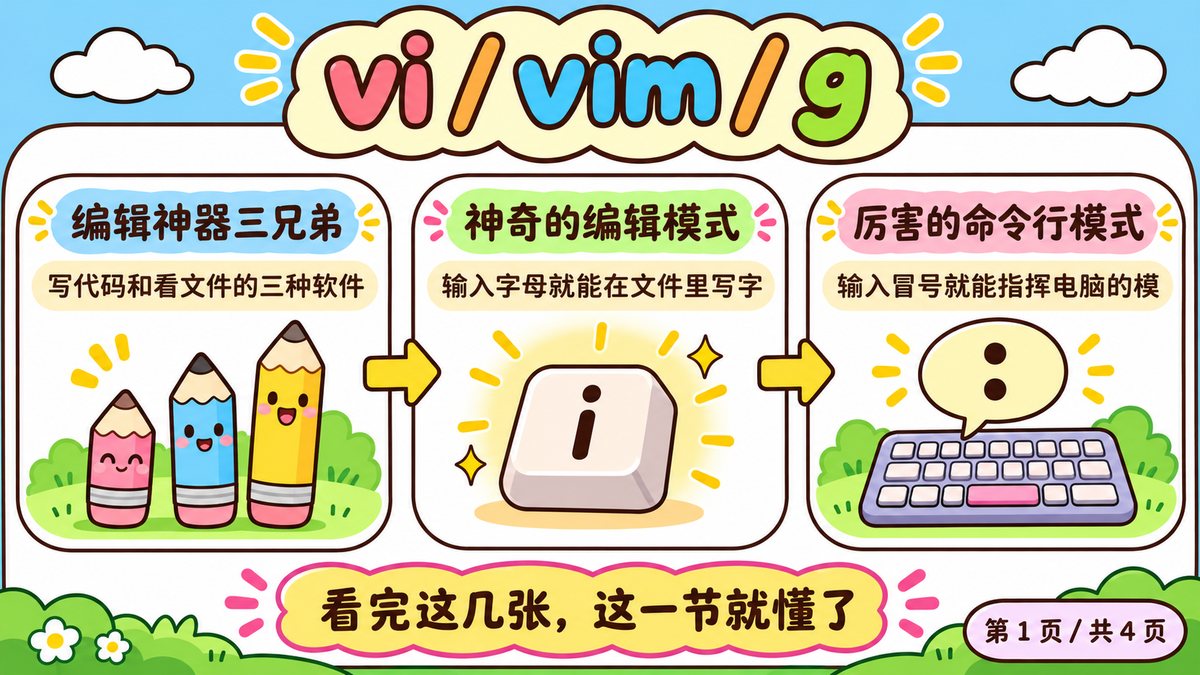 vi/vim/g
编辑神器三兄弟
写代码和看文件的三种软件
神奇的编辑模式
输入字母就能在文件里写字
i
厉害的命令行模式
输入冒号就能指挥电脑的模
:
看完这几张，这一节就懂了
第1页/共4页